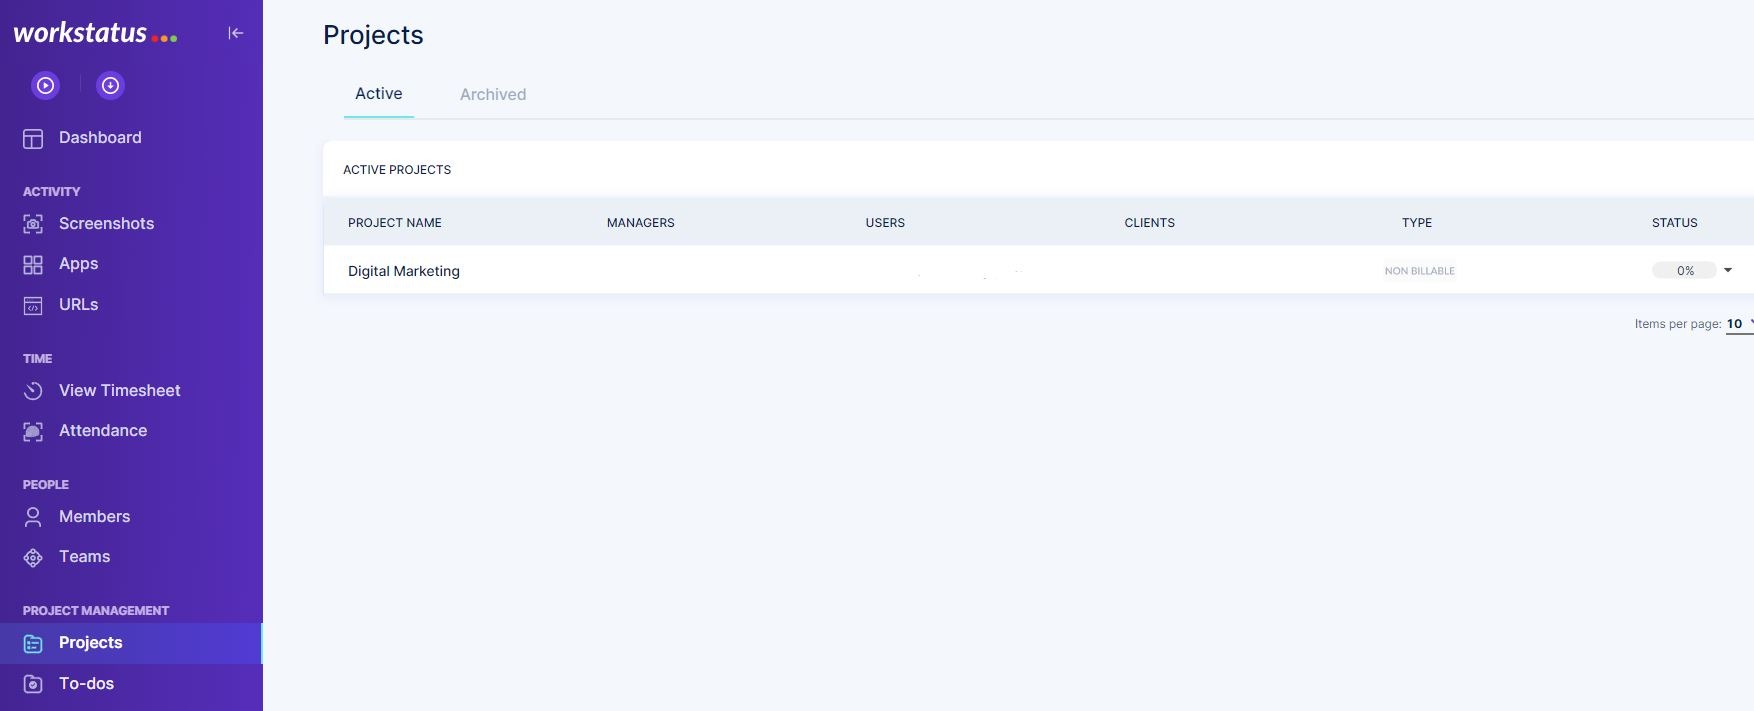 workstatus
Projects
Active
Archived
Dashboard
ACTIVITY
Screenshots
Apps
URLs
TIME
View Timesheet
Attendance
PEOPLE
Members
Teams
PROJECT MANAGEMENT
Projects
To-dos
ACTIVE PROJECTS
PROJECT NAME MANAGERS USERS CLIENTS TYPE STATUS
Digital Marketing NON BILLABLE 0%
Items per page: 10